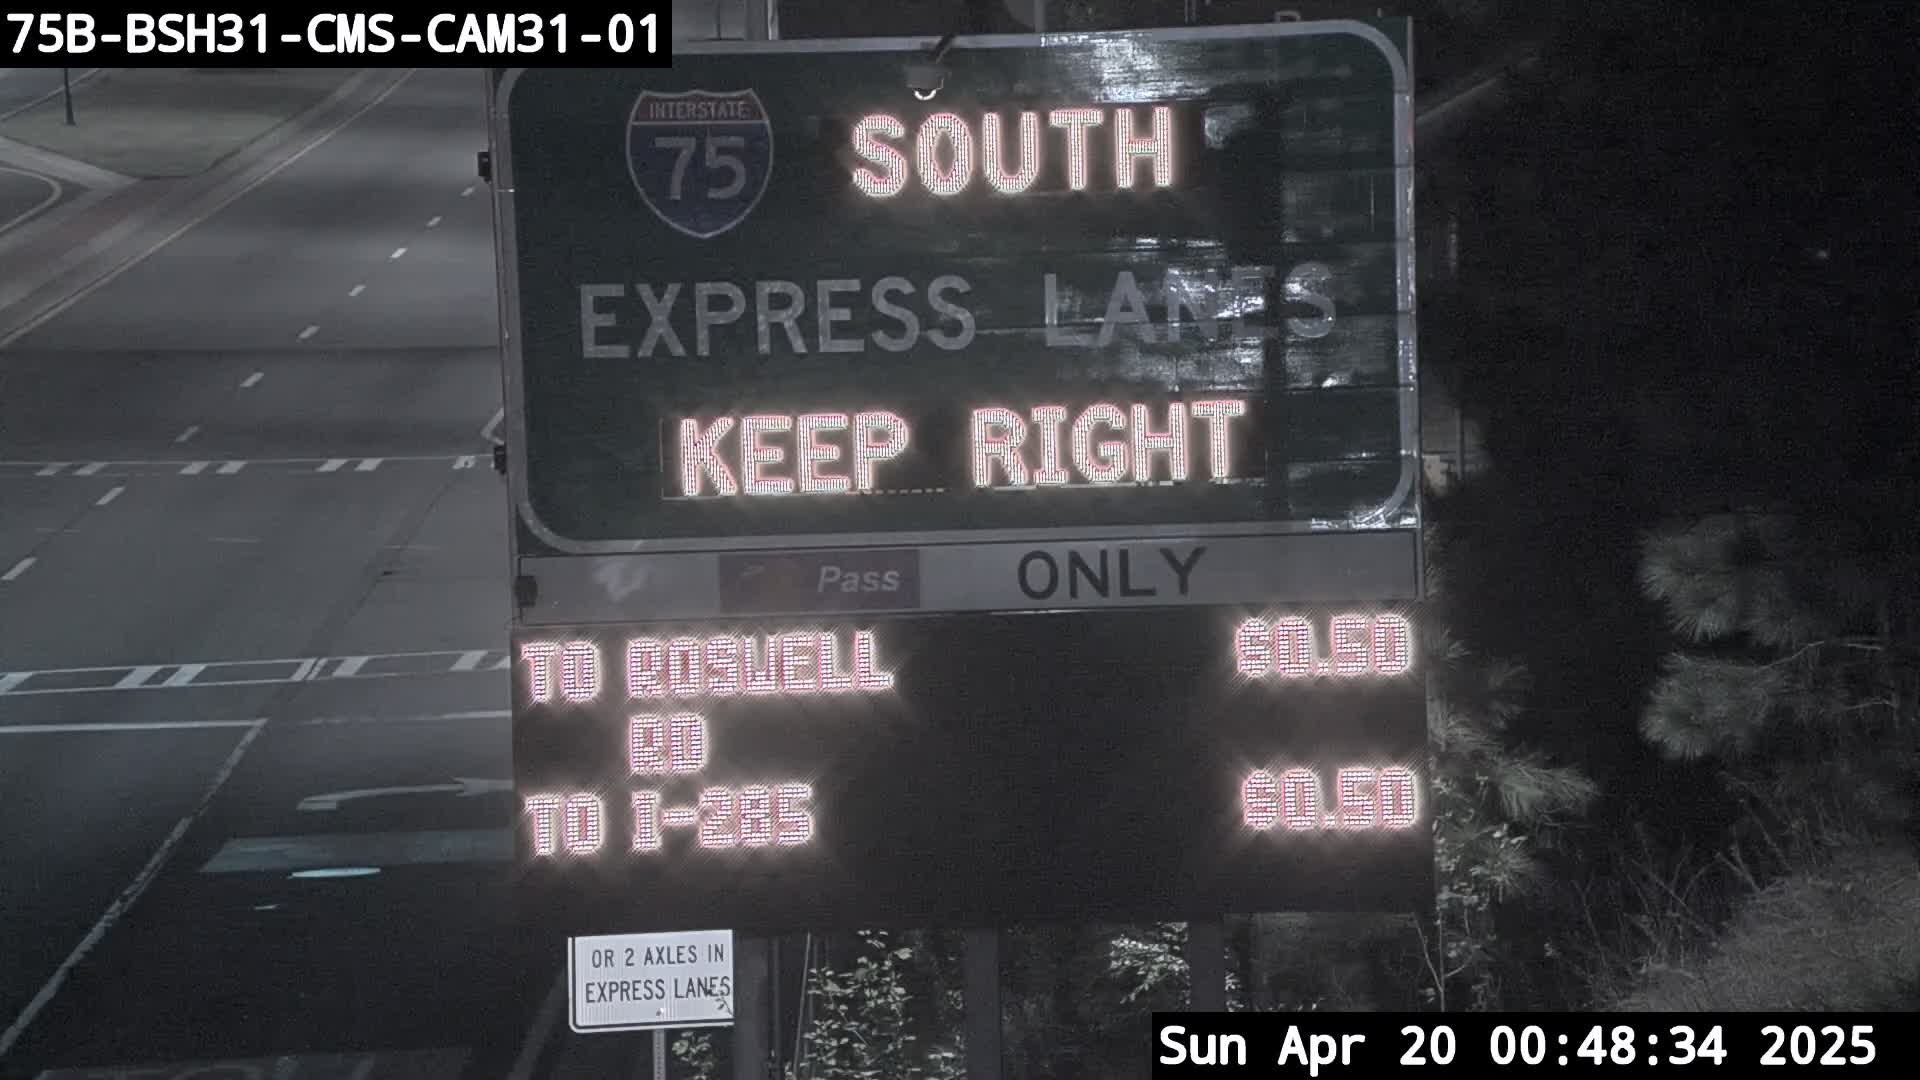 75B-BSH31-CMS-CAM31-01
INTERSTATE
75
SOUTH
EXPRESS LANES
KEEP RIGHT
Pass ONLY
TO ROSWELL $0.50
RD
TO I-285 $0.50
OR 2 AXLES IN
EXPRESS LANES
Sun Apr 20 00:48:34 2025